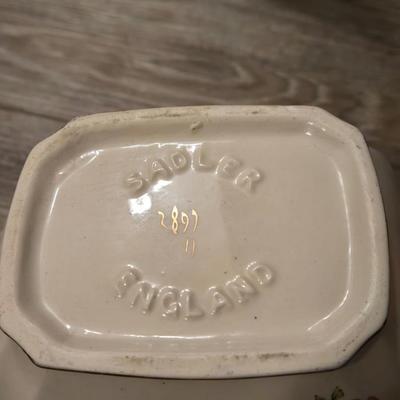 SADLER
2897
11
ENGLAND